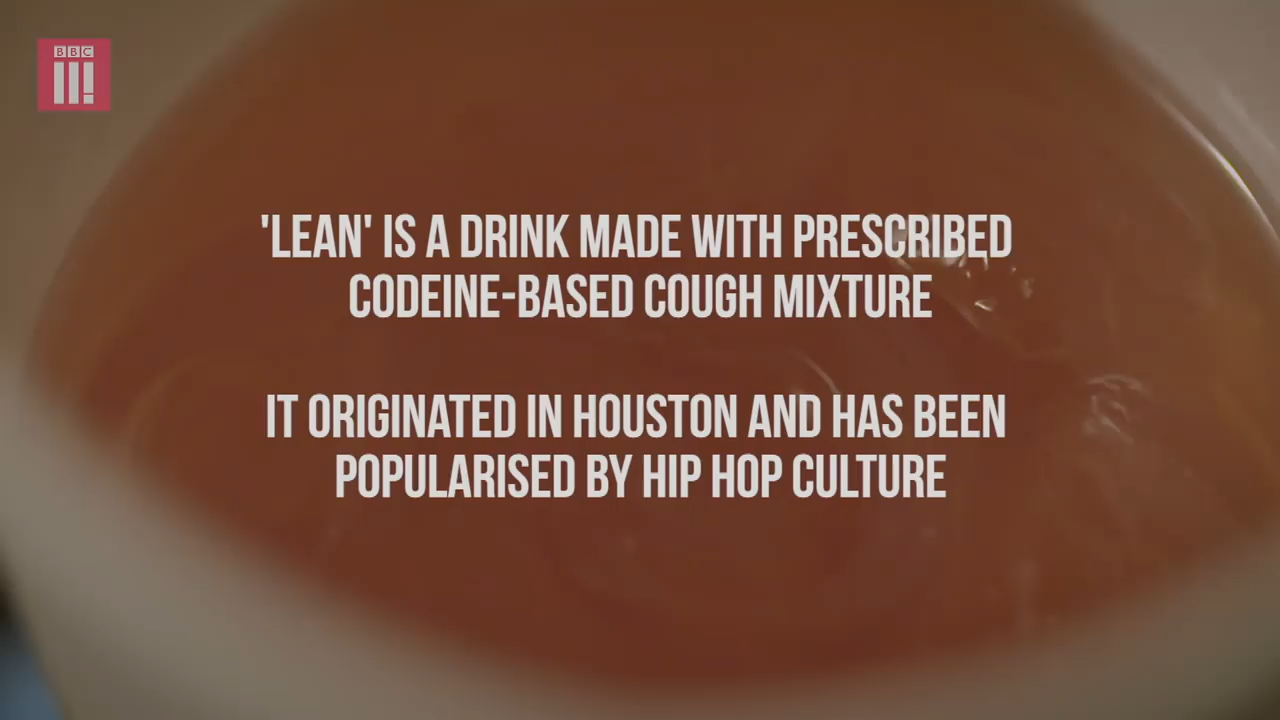 BBC
'LEAN' IS A DRINK MADE WITH PRESCRIBED
CODEINE-BASED COUGH MIXTURE
IT ORIGINATED IN HOUSTON AND HAS BEEN
POPULARISED BY HIP HOP CULTURE